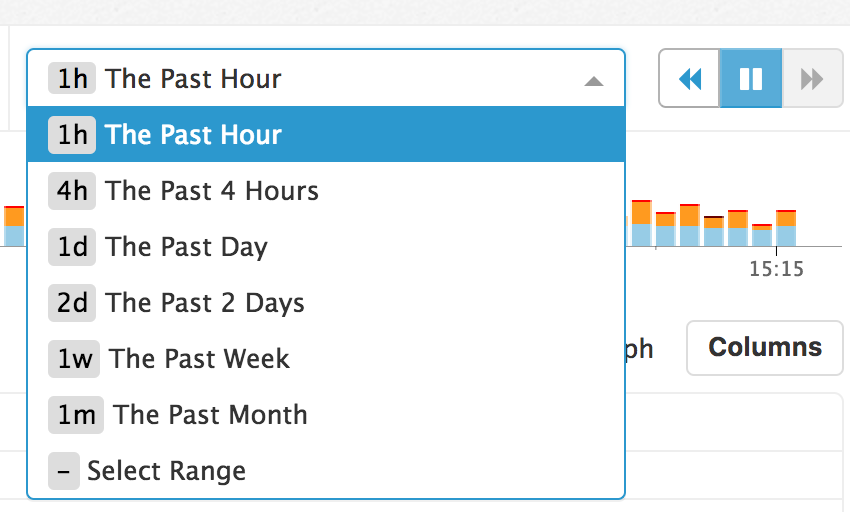 1h The Past Hour
1h The Past Hour
4h The Past 4 Hours
1d The Past Day
15:15
2d The Past 2 Days
1w The Past Week
ph
Columns
1m The Past Month
– Select Range